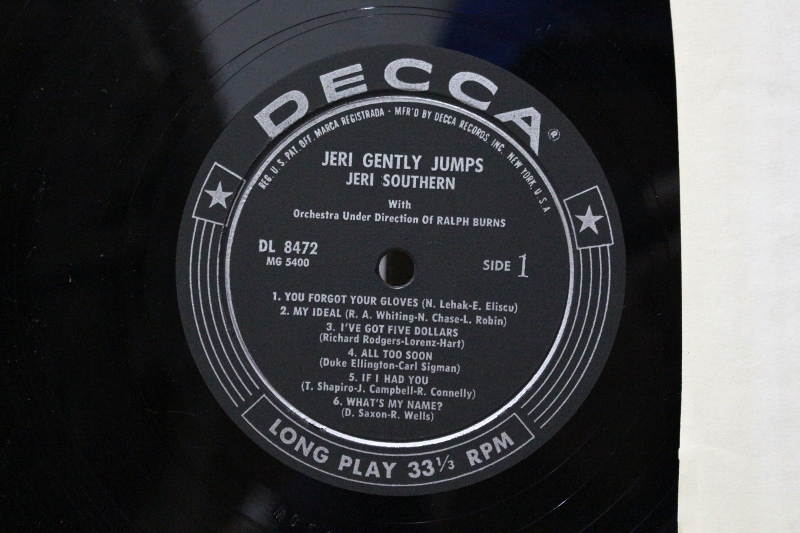 DECCA®
REG. U.S. PAT. OFF. MARCA REGISTRADA · MFR'D BY DECCA RECORDS, INC., NEW YORK, U.S.A
JERI GENTLY JUMPS
JERI SOUTHERN
With
Orchestra Under Direction Of RALPH BURNS
DL 8472
MG 5400
SIDE 1
1. YOU FORGOT YOUR GLOVES (N. Lehak-E. Eliscu)
2. MY IDEAL (R. A. Whiting-N. Chase-L. Robin)
3. I'VE GOT FIVE DOLLARS
(Richard Rodgers-Lorenz-Hart)
4. ALL TOO SOON
(Duke Ellington-Carl Sigman)
5. IF I HAD YOU
(T. Shapiro-J. Campbell-R. Connelly)
6. WHAT'S MY NAME?
(D. Saxon-R. Wells)
LONG PLAY 33⅓ RPM